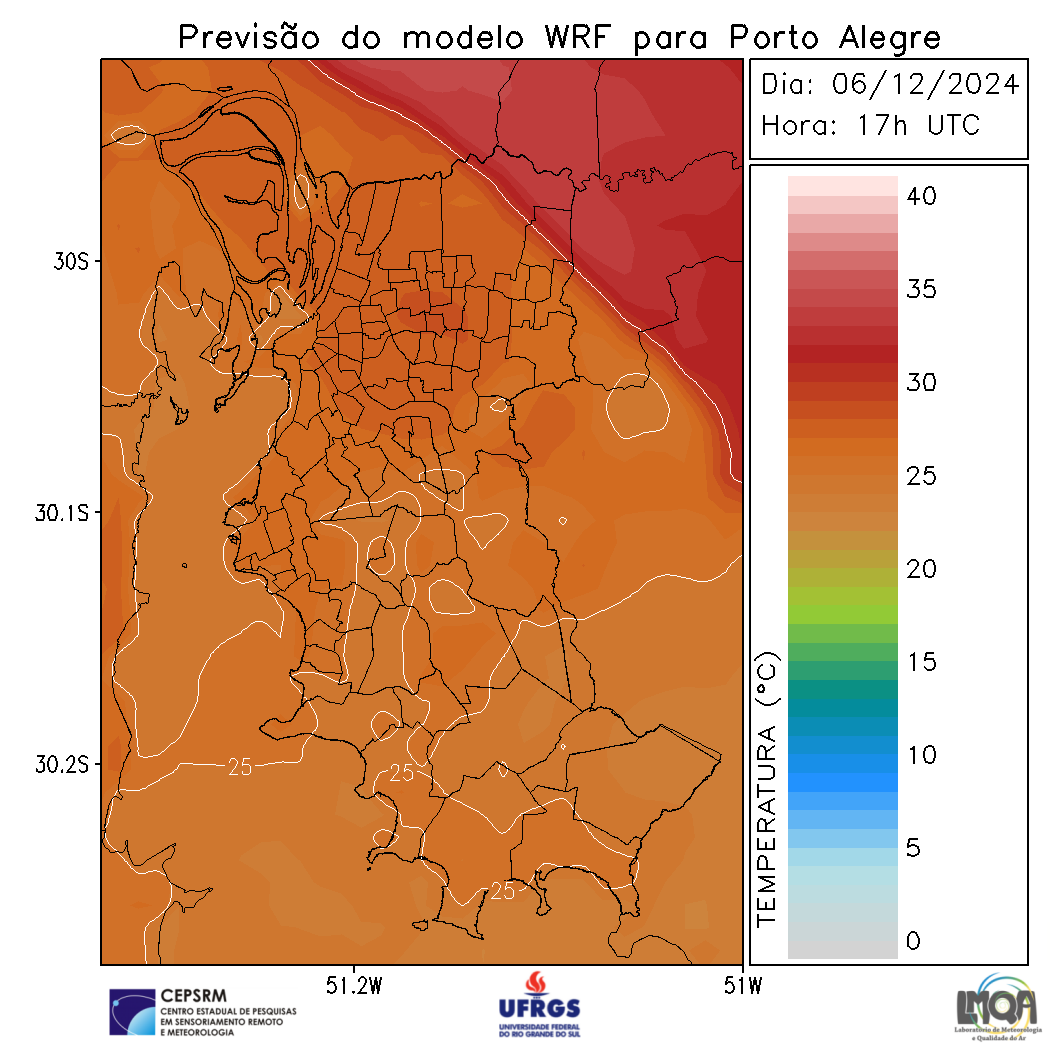 Previsão do modelo WRF para Porto Alegre
Dia: 06/12/2024
Hora: 17h UTC
30S
30.1S
30.2S
51.2W
51W
25
25
25
TEMPERATURA (°C)
40
35
30
25
20
15
10
5
0
CEPSRM
CENTRO ESTADUAL DE PESQUISAS
EM SENSORIAMENTO REMOTO
E METEOROLOGIA
UFRGS
UNIVERSIDADE FEDERAL
DO RIO GRANDE DO SUL
LMQA
Laboratório de Meteorologia
e Qualidade do Ar